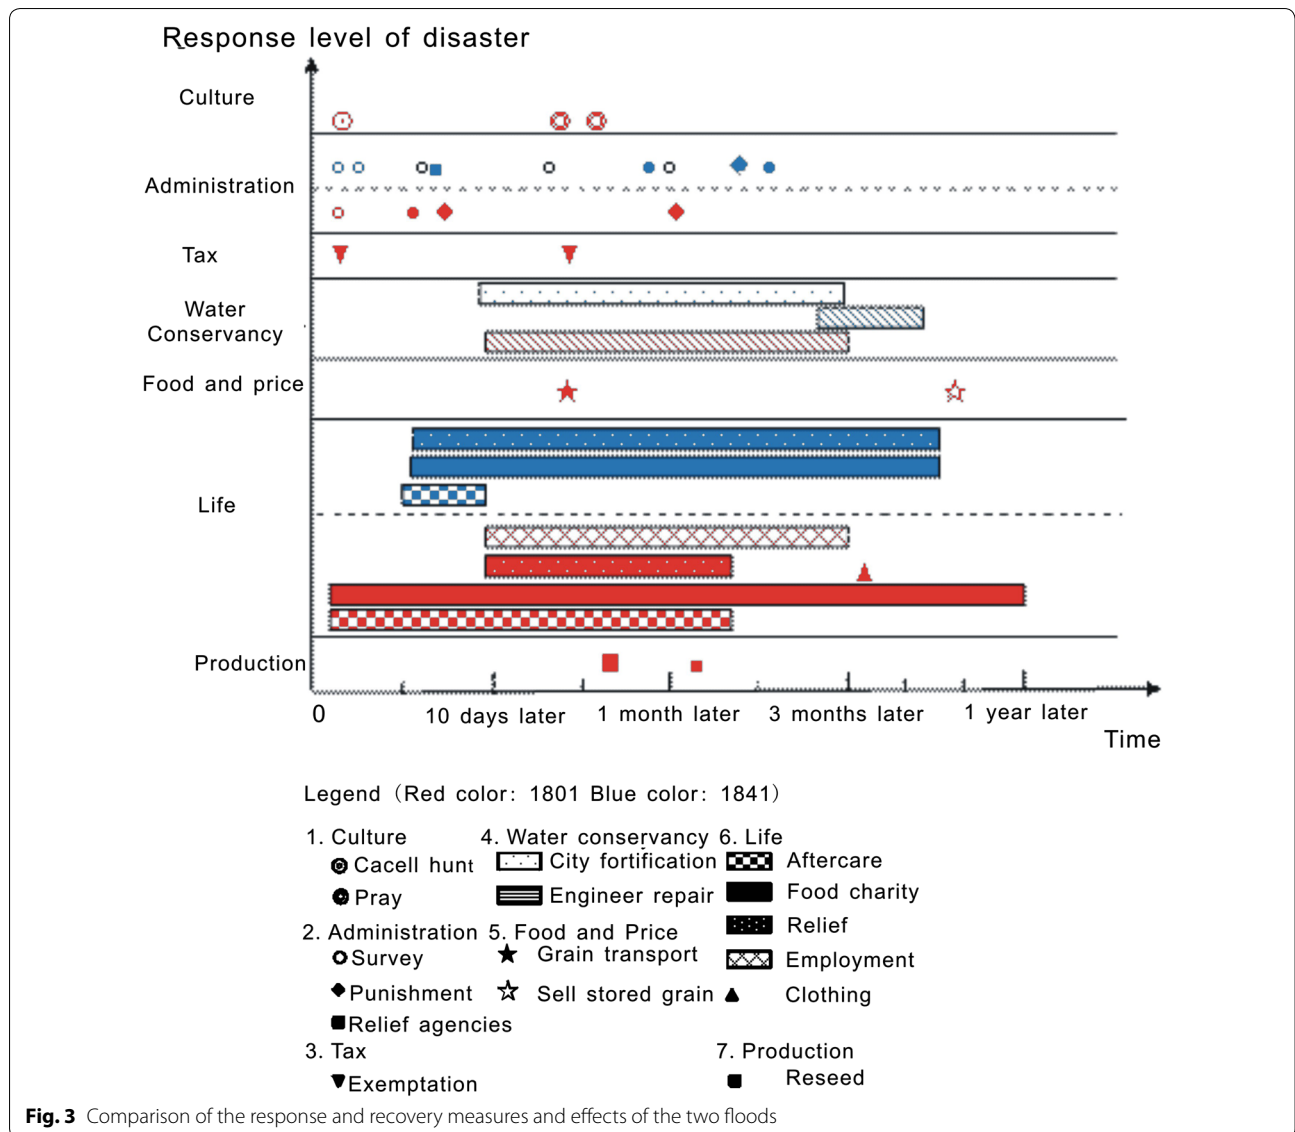 Response level of disaster
Culture
Administration
Tax
Water
Conservancy
Food and price
Life
Production
0
10 days later
1 month later
3 months later
1 year later
Time
Legend（Red color: 1801 Blue color: 1841）
1. Culture
Cacell hunt
Pray
2. Administration
Survey
Punishment
Relief agencies
3. Tax
Exemptation
4. Water conservancy
City fortification
Engineer repair
5. Food and Price
Grain transport
Sell stored grain
6. Life
Aftercare
Food charity
Relief
Employment
Clothing
7. Production
Reseed
Fig. 3 Comparison of the response and recovery measures and effects of the two floods